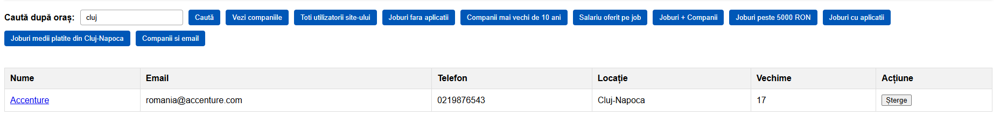 Caută după oraș: cluj Caută Vezi companiile Toti utilizatorii site-ului Joburi fara aplicatii Companii mai vechi de 10 ani Salariu oferit pe job Joburi + Companii Joburi peste 5000 RON Joburi cu aplicatii
Joburi medii platite din Cluj-Napoca Companii si email
Nume Email Telefon Locație Vechime Acțiune
Accenture romania@accenture.com 0219876543 Cluj-Napoca 17 Șterge